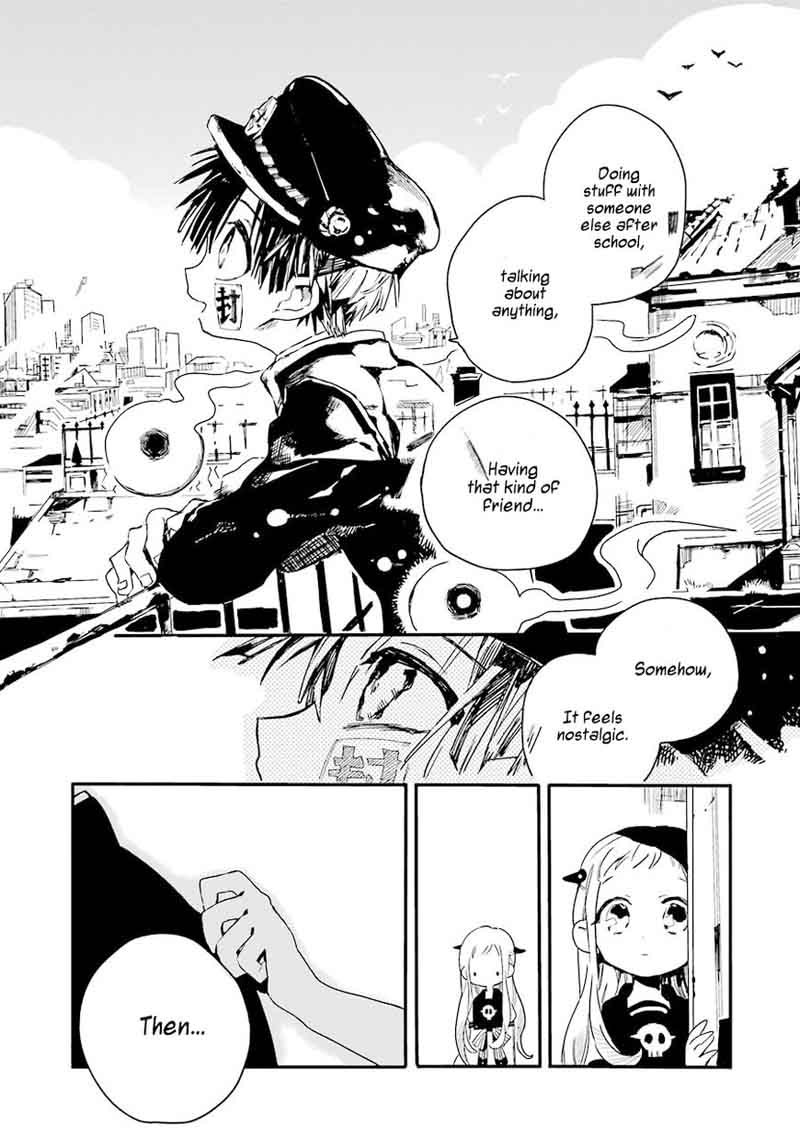 Doing
stuff with
someone
else after
school,
talking
about
anything,
Having
that kind of
friend...
封
Somehow,
It feels
nostalgic.
封
Then...